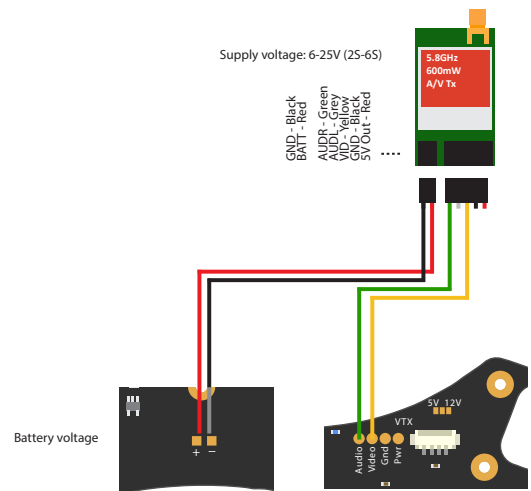 Supply voltage: 6-25V (2S-6S)
5.8GHz
600mW
A/V Tx
GND - Black
BATT - Red
AUDR - Green
AUDL - Grey
VID - Yellow
GND - Black
5V Out - Red
....
5V 12V
VTX
Battery voltage
+ −
Audio
Video
Gnd
Pwr